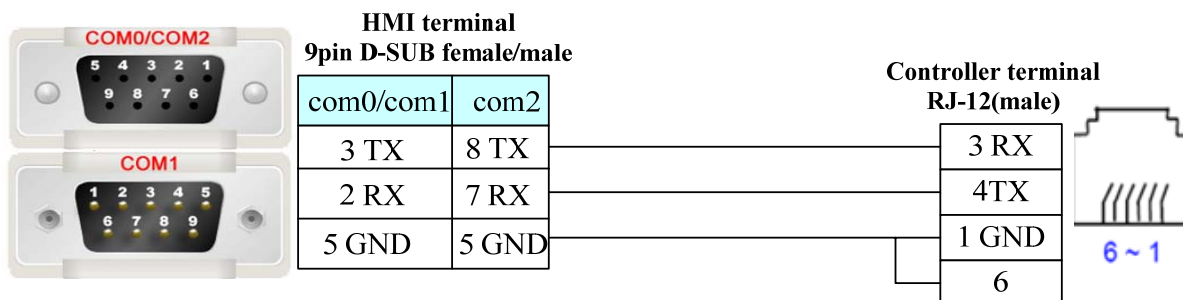 COM0/COM2
5 4 3 2 1
9 8 7 6
COM1
1 2 3 4 5
6 7 8 9
HMI terminal
9pin D-SUB female/male
com0/com1 com2
3 TX 8 TX
2 RX 7 RX
5 GND 5 GND
Controller terminal
RJ-12(male)
3 RX
4TX
1 GND
6
6 ~ 1